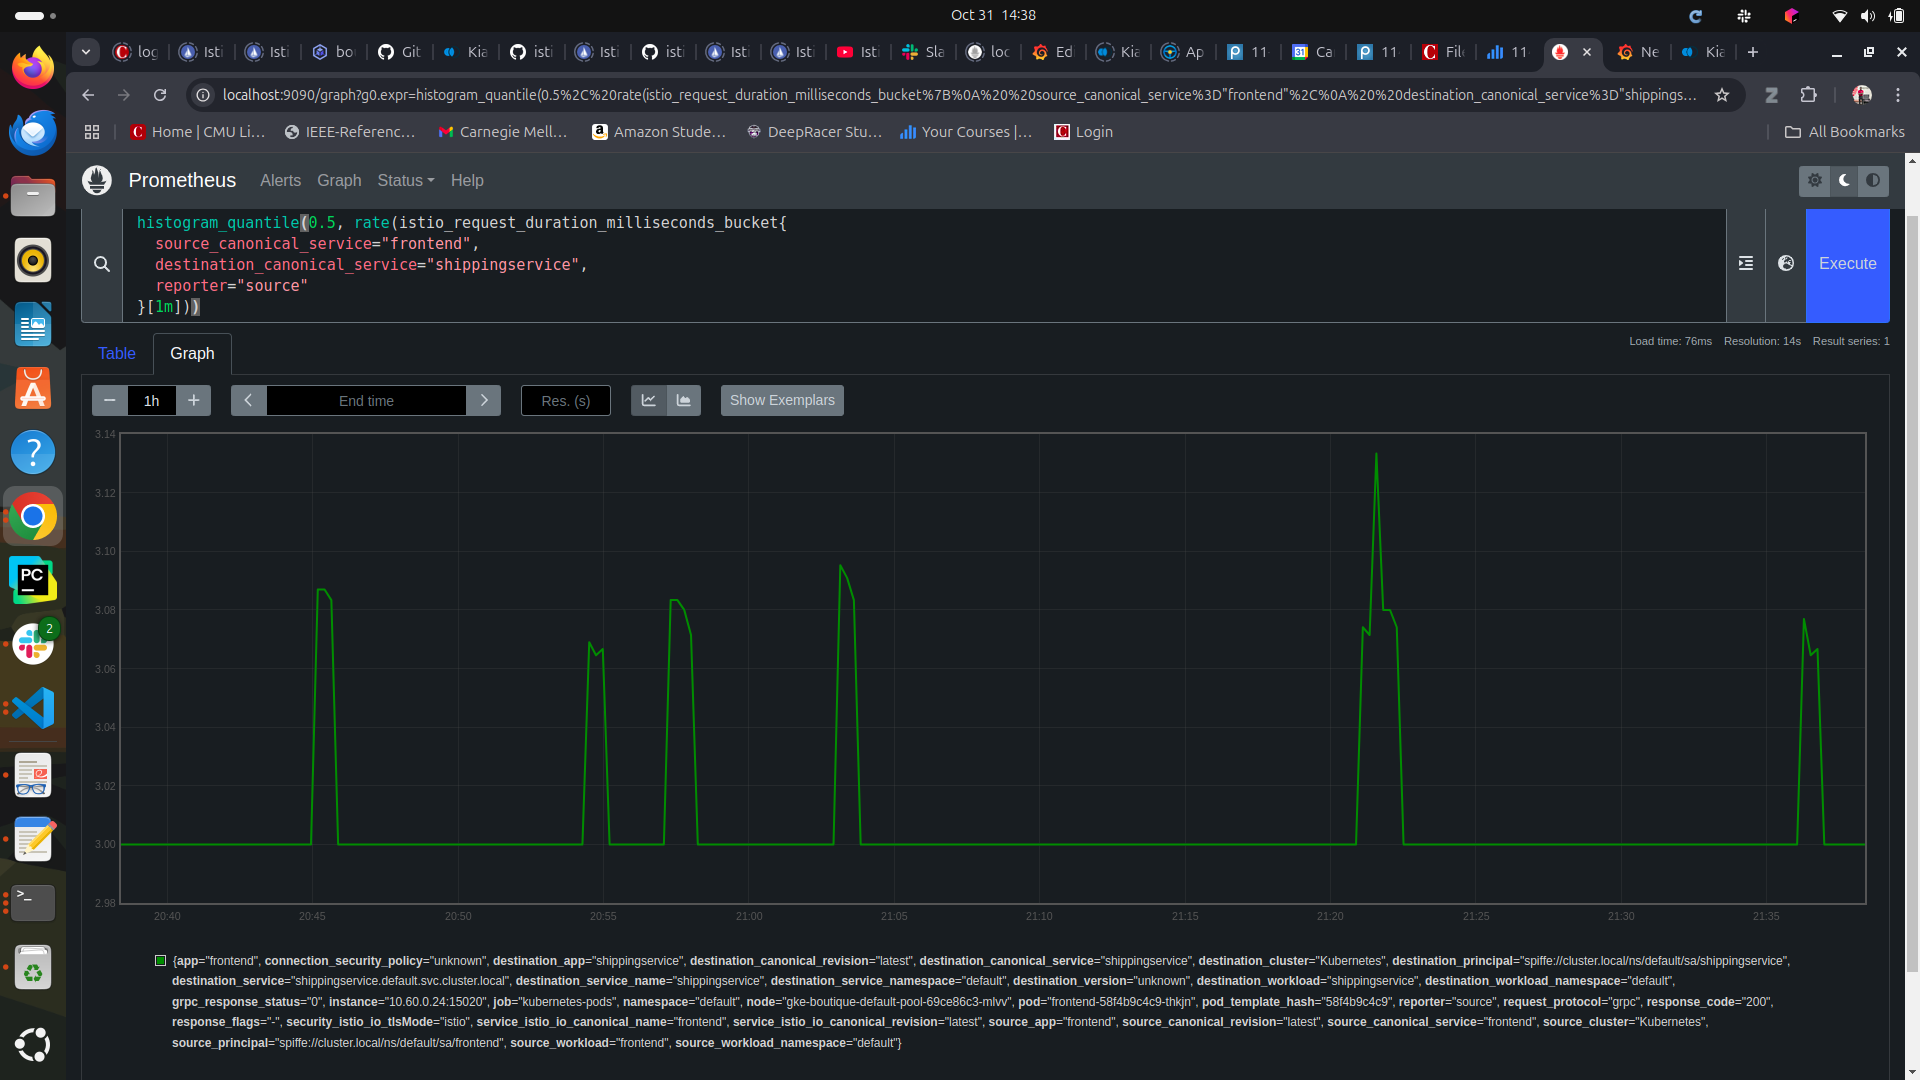 Oct 31 14:38
log
Isti
Isti
bo
Git
Kia
isti
Isti
isti
Isti
Isti
Isti
Sla
loc
Edi
Kia
Ap
11-
Ca
11-
File
11-
Ne
Kia
localhost:9090/graph?g0.expr=histogram_quantile(0.5%2C%20rate(istio_request_duration_milliseconds_bucket%7B%0A%20%20source_canonical_service%3D"frontend"%2C%0A%20%20destination_canonical_service%3D"shippings...
Home | CMU Li...
IEEE-Referenc...
Carnegie Mell...
Amazon Stude...
DeepRacer Stu...
Your Courses |...
Login
All Bookmarks
Prometheus Alerts Graph Status Help
histogram_quantile(0.5, rate(istio_request_duration_milliseconds_bucket{
source_canonical_service="frontend",
destination_canonical_service="shippingservice",
reporter="source"
}[1m]))
Execute
Table Graph
Load time: 76ms Resolution: 14s Result series: 1
− 1h + End time Res. (s) Show Exemplars
3.14
3.12
3.10
3.08
3.06
3.04
3.02
3.00
2.98
20:40 20:45 20:50 20:55 21:00 21:05 21:10 21:15 21:20 21:25 21:30 21:35
{app="frontend", connection_security_policy="unknown", destination_app="shippingservice", destination_canonical_revision="latest", destination_canonical_service="shippingservice", destination_cluster="Kubernetes", destination_principal="spiffe://cluster.local/ns/default/sa/shippingservice",
destination_service="shippingservice.default.svc.cluster.local", destination_service_name="shippingservice", destination_service_namespace="default", destination_version="unknown", destination_workload="shippingservice", destination_workload_namespace="default",
grpc_response_status="0", instance="10.60.0.24:15020", job="kubernetes-pods", namespace="default", node="gke-boutique-default-pool-69ce86c3-mlvv", pod="frontend-58f4b9c4c9-thkjn", pod_template_hash="58f4b9c4c9", reporter="source", request_protocol="grpc", response_code="200",
response_flags="-", security_istio_io_tlsMode="istio", service_istio_io_canonical_name="frontend", service_istio_io_canonical_revision="latest", source_app="frontend", source_canonical_revision="latest", source_canonical_service="frontend", source_cluster="Kubernetes",
source_principal="spiffe://cluster.local/ns/default/sa/frontend", source_workload="frontend", source_workload_namespace="default"}
PC
2
>_